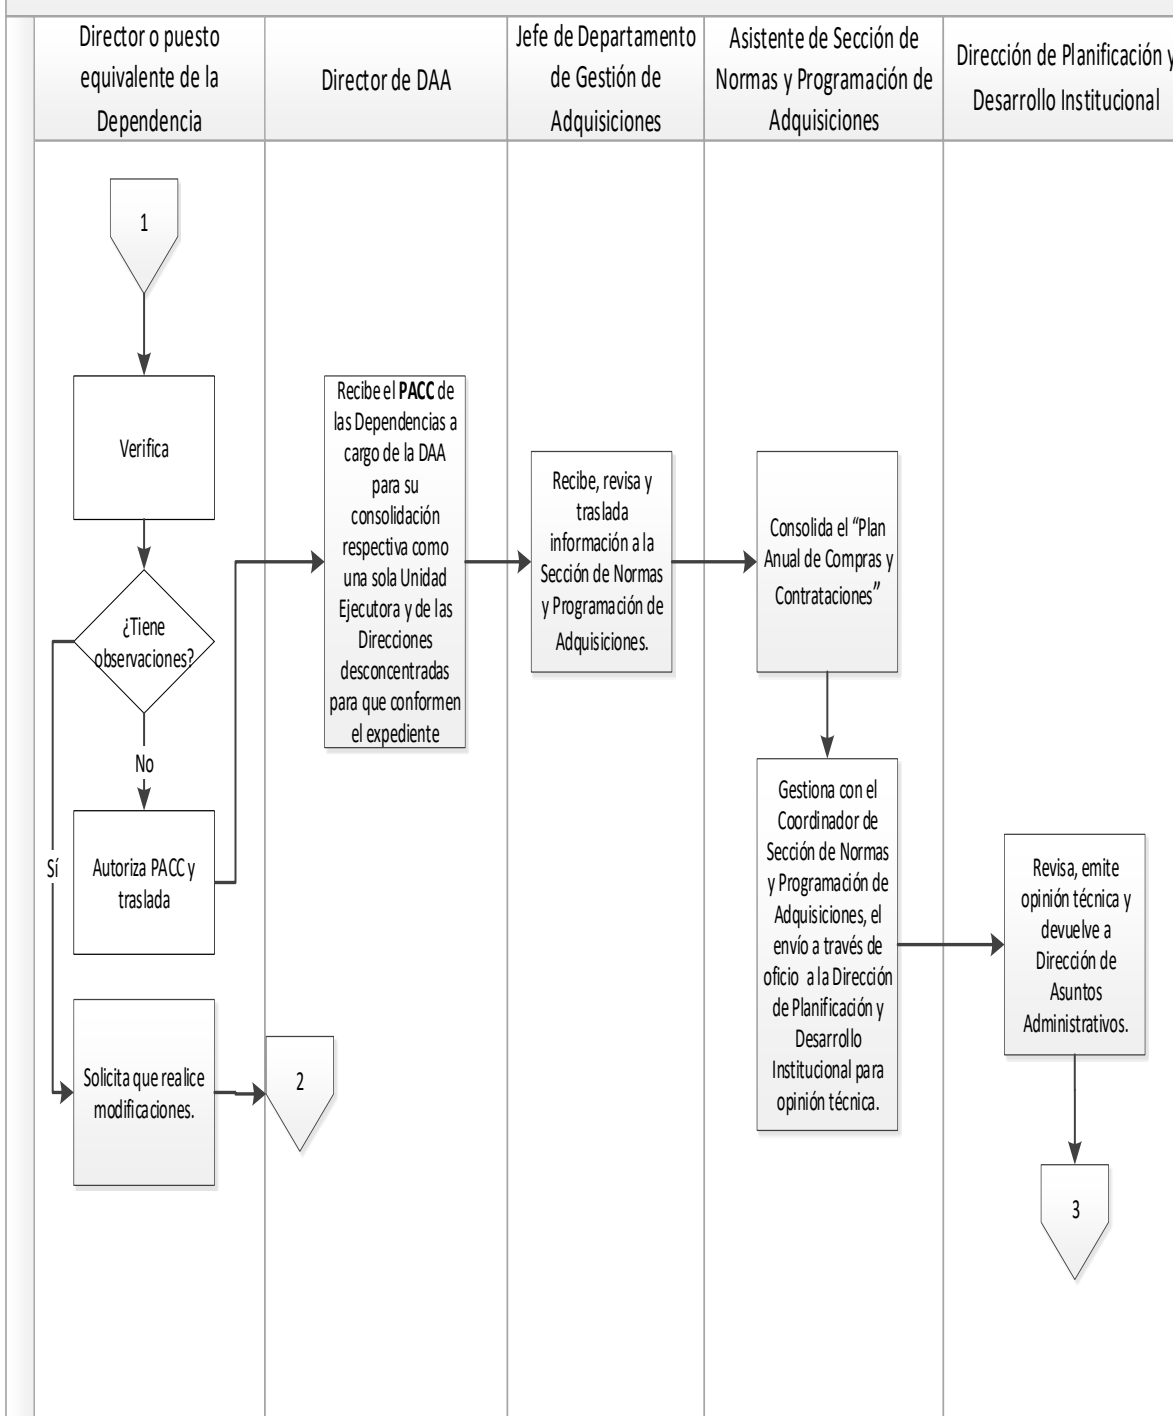 Director o puesto
equivalente de la
Dependencia
Director de DAA
Jefe de Departamento
de Gestión de
Adquisiciones
Asistente de Sección de
Normas y Programación de
Adquisiciones
Dirección de Planificación y
Desarrollo Institucional
1
Verifica
¿Tiene
observaciones?
No
Sí
Autoriza PACC y
traslada
Solicita que realice
modificaciones.
2
Recibe el PACC de
las Dependencias a
cargo de la DAA
para su
consolidación
respectiva como
una sola Unidad
Ejecutora y de las
Direcciones
desconcentradas
para que conformen
el expediente
Recibe, revisa y
traslada
información a la
Sección de Normas
y Programación de
Adquisiciones.
Consolida el “Plan
Anual de Compras y
Contrataciones”
Gestiona con el
Coordinador de
Sección de Normas
y Programación de
Adquisiciones, el
envío a través de
oficio a la Dirección
de Planificación y
Desarrollo
Institucional para
opinión técnica.
Revisa, emite
opinión técnica y
devuelve a
Dirección de
Asuntos
Administrativos.
3